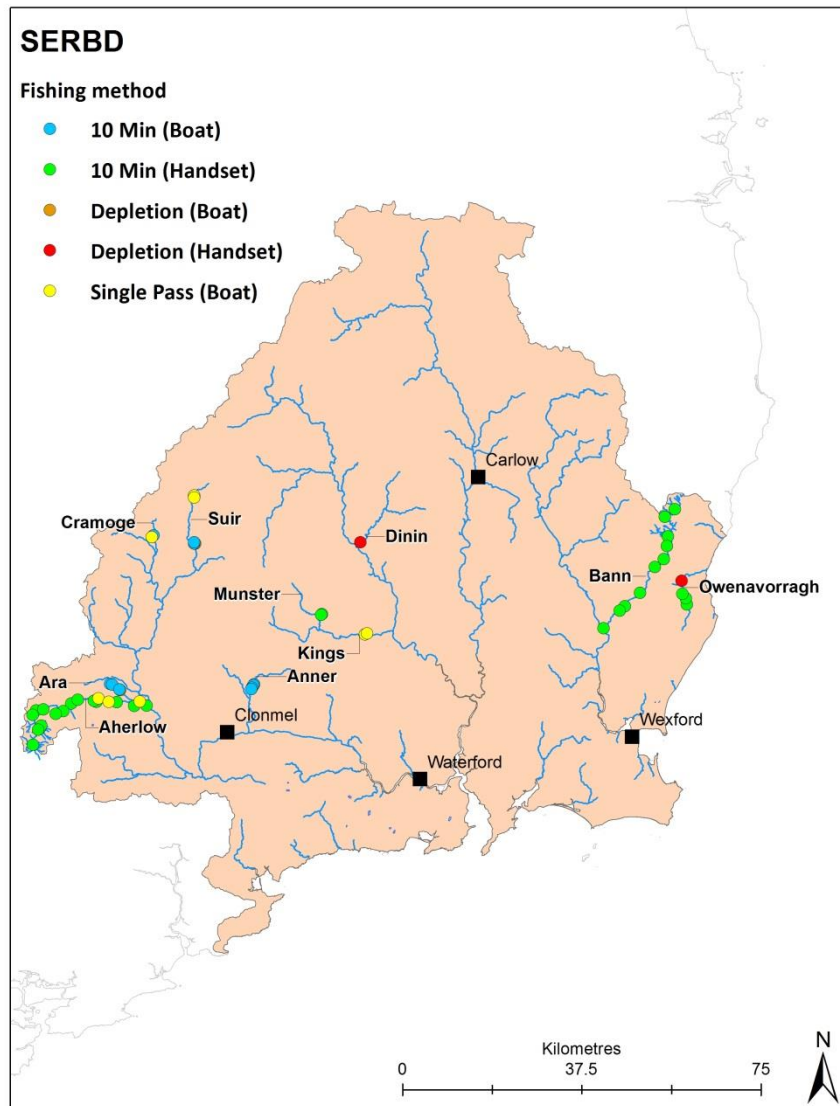 SERBD
Fishing method
10 Min (Boat)
10 Min (Handset)
Depletion (Boat)
Depletion (Handset)
Single Pass (Boat)
Carlow
Suir
Cramoge
Dinin
Bann
Owenavorragh
Munster
Kings
Anner
Ara
Aherlow
Clonmel
Wexford
Waterford
N
Kilometres
0 37.5 75